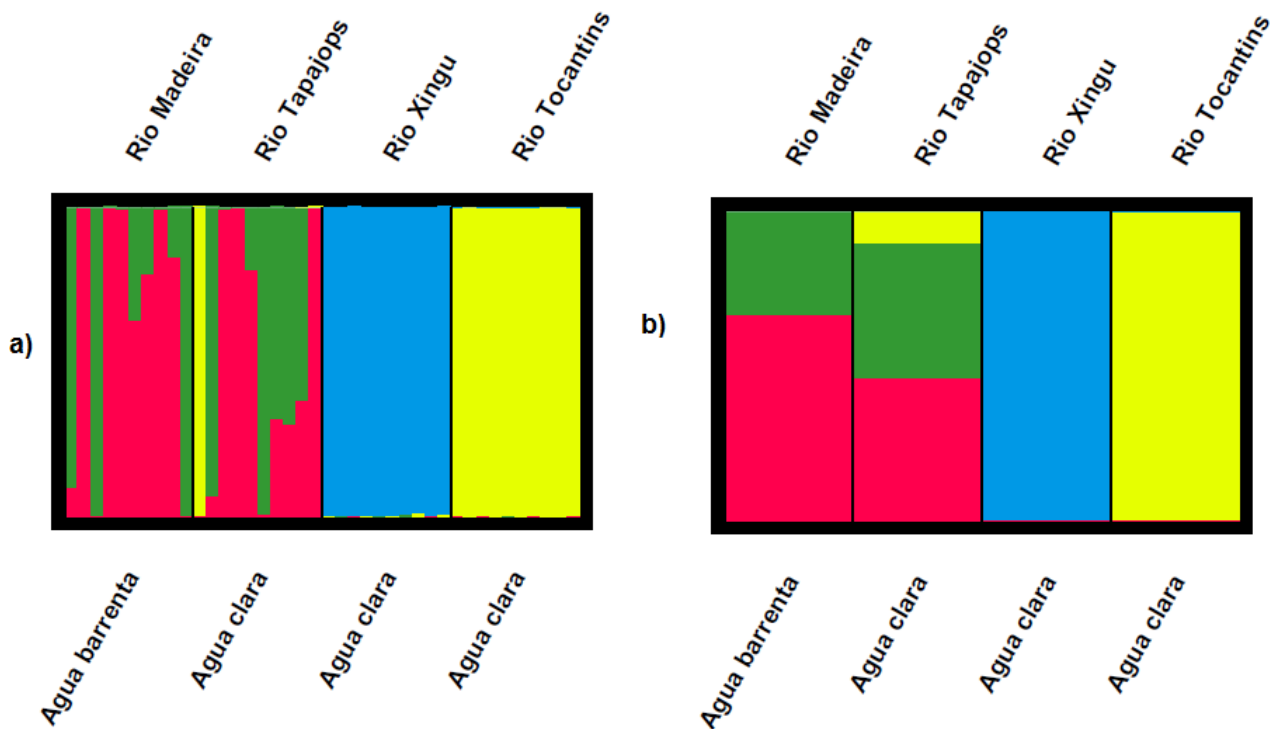 Rio Madeira
Rio Tapajops
Rio Xingu
Rio Tocantins
a)
Agua barrenta
Agua clara
Agua clara
Agua clara
Rio Madeira
Rio Tapajops
Rio Xingu
Rio Tocantins
b)
Agua barrenta
Agua clara
Agua clara
Agua clara